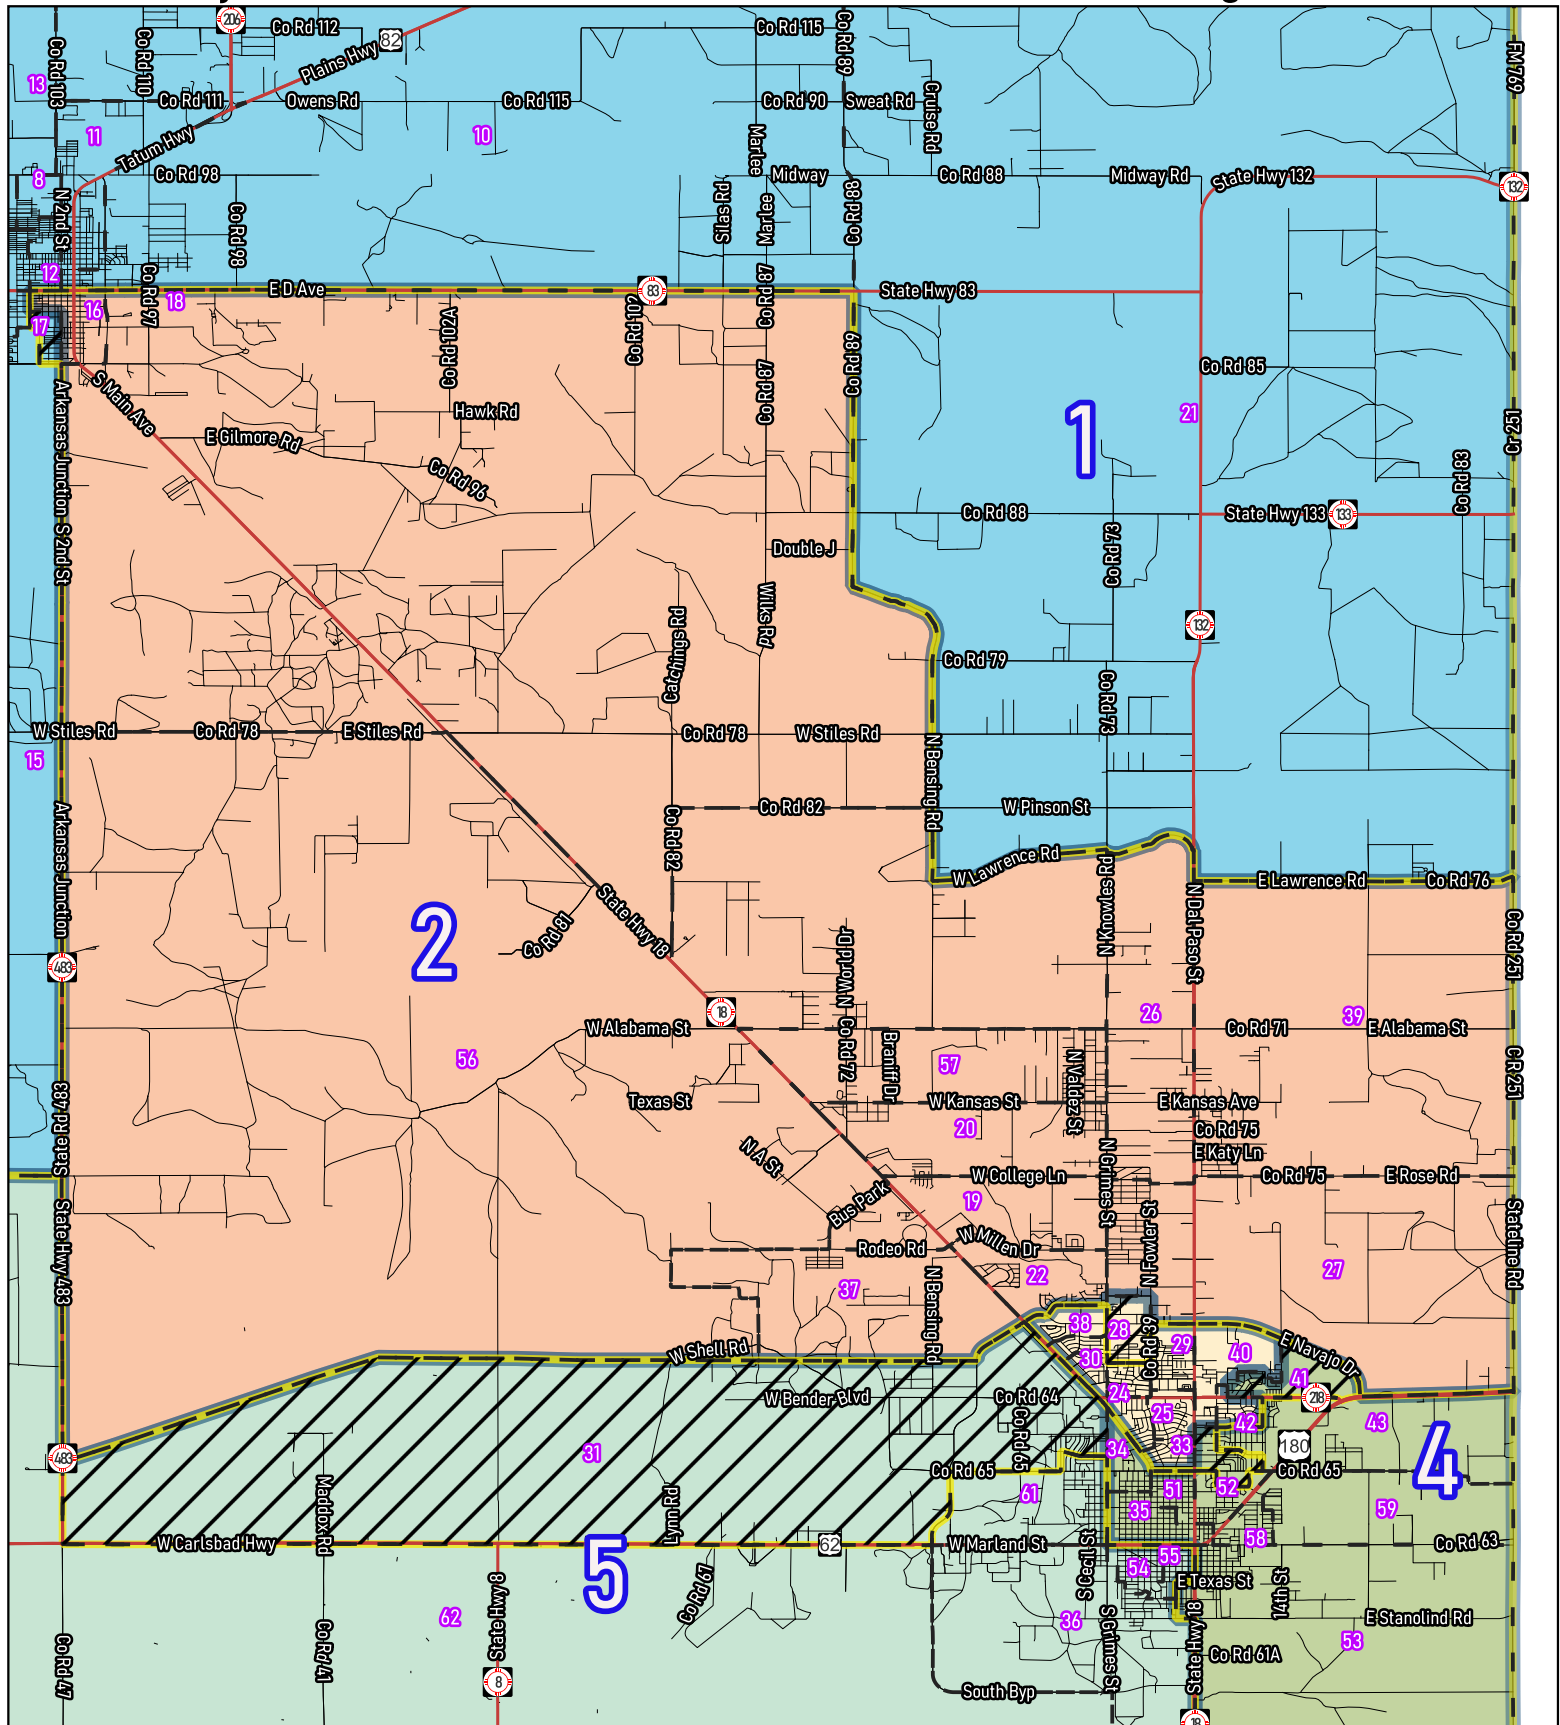 206
Co Rd 112
Co Rd 115
Co Rd 89
FM 769
Co Rd 103
Co Rd 110
Plains Hwy
82
13
Co Rd 111
Owens Rd
Co Rd 115
Co Rd 90
Sweat Rd
Cruise Rd
11
Tatum Hwy
10
Marlee
8
Co Rd 98
Midway
Co Rd 88
Midway Rd
State Hwy 132
132
N 2nd St
Co Rd 98
Silas Rd
Marlee
Co Rd 88
12
Co Rd 97
18
E D Ave
83
Co Rd 87
State Hwy 83
16
17
Co Rd 102A
Co Rd 102
Co Rd 87
Co Rd 89
Co Rd 85
S Main Ave
Hawk Rd
21
1
Cr 251
Arkansas Junction
E Gilmore Rd
Co Rd 96
Co Rd 83
S 2nd St
Co Rd 88
State Hwy 133
133
Double J
Co Rd 73
Wilks Rd
Catchings Rd
132
Co Rd 79
Co Rd 73
W Stiles Rd
Co Rd 78
E Stiles Rd
Co Rd 78
W Stiles Rd
15
N Bensing Rd
Co Rd 82
W Pinson St
Arkansas Junction
Co Rd 82
W Lawrence Rd
E Lawrence Rd
Co Rd 76
N Knowles Rd
N Dal Paso St
2
Co Rd 81
State Hwy 18
483
N World Dr
Co Rd 251
18
26
39
W Alabama St
Co Rd 71
E Alabama St
56
Co Rd 72
Braniff Dr
57
N Valdez St
C R 251
State Rd 483
Texas St
W Kansas St
E Kansas Ave
20
Co Rd 75
N A St
E Katy Ln
N Grimes St
W College Ln
Co Rd 75
E Rose Rd
Bus Park
19
State Hwy 483
Rodeo Rd
W Millen Dr
N Fowler St
Stateline Rd
37
22
27
N Bensing Rd
38
28
Co Rd 39
29
40
E Navajo Dr
W Shell Rd
30
41
W Bender Blvd
Co Rd 64
24
218
25
42
43
Co Rd 65
31
34
33
180
4
483
Co Rd 65
Co Rd 65
61
51
52
35
59
Maddox Rd
Lynn Rd
W Carlsbad Hwy
62
W Marland St
58
Co Rd 63
5
S Cecil St
55
54
E Texas St
State Hwy 8
Co Rd 61
14th St
62
36
E Stanolind Rd
Co Rd 47
Co Rd 41
S Grimes St
State Hwy 18
53
Co Rd 61A
8
South Byp
18